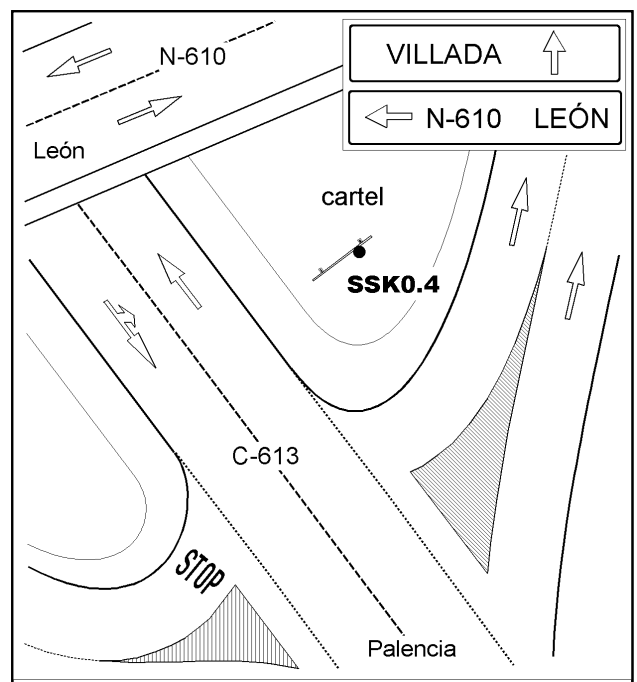 N-610
VILLADA
N-610 LEÓN
León
cartel
SSK0.4
C-613
STOP
Palencia